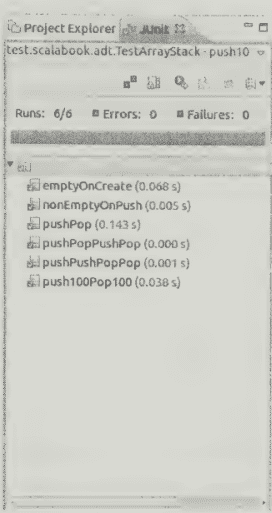 Project Explorer JUnit
test.scalabook.adt.TestArrayStack - push10
Runs: 6/6 Errors: 0 Failures: 0
emptyOnCreate (0.068 s)
nonEmptyOnPush (0.005 s)
pushPop (0.143 s)
pushPopPushPop (0.000 s)
pushPushPopPop (0.001 s)
push100Pop100 (0.038 s)